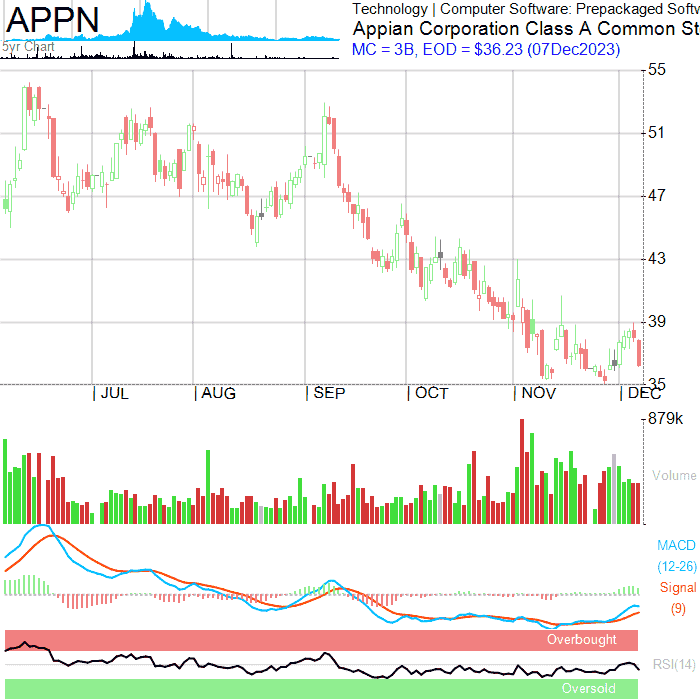 APPN
5yr Chart
Technology | Computer Software: Prepackaged Softw
Appian Corporation Class A Common St
MC = 3B, EOD = $36.23 (07Dec2023)
55
51
47
43
39
35
JUL
AUG
SEP
OCT
NOV
DEC
879k
Volume
MACD
(12-26)
Signal
(9)
Overbought
RSI(14)
Oversold